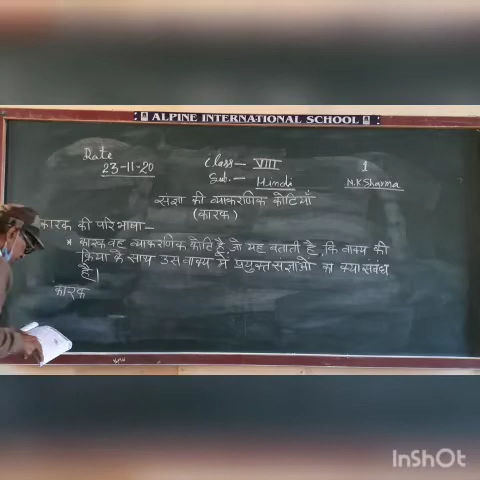 ALPINE INTERNATIONAL SCHOOL
Date Class- VIII 1
23-11-20 Sub.- Hindi N.K Sharma
संज्ञा की व्याकरणिक कोटियाँ
(कारक)
कारक की परिभाषा-
* कारक वह व्याकरणिक कोटि है, जो यह बताती है, कि वाक्य की
क्रिया के साथ उस वाक्य में प्रयुक्त संज्ञाओं का क्या संबंध
है।
कारक
InShOt